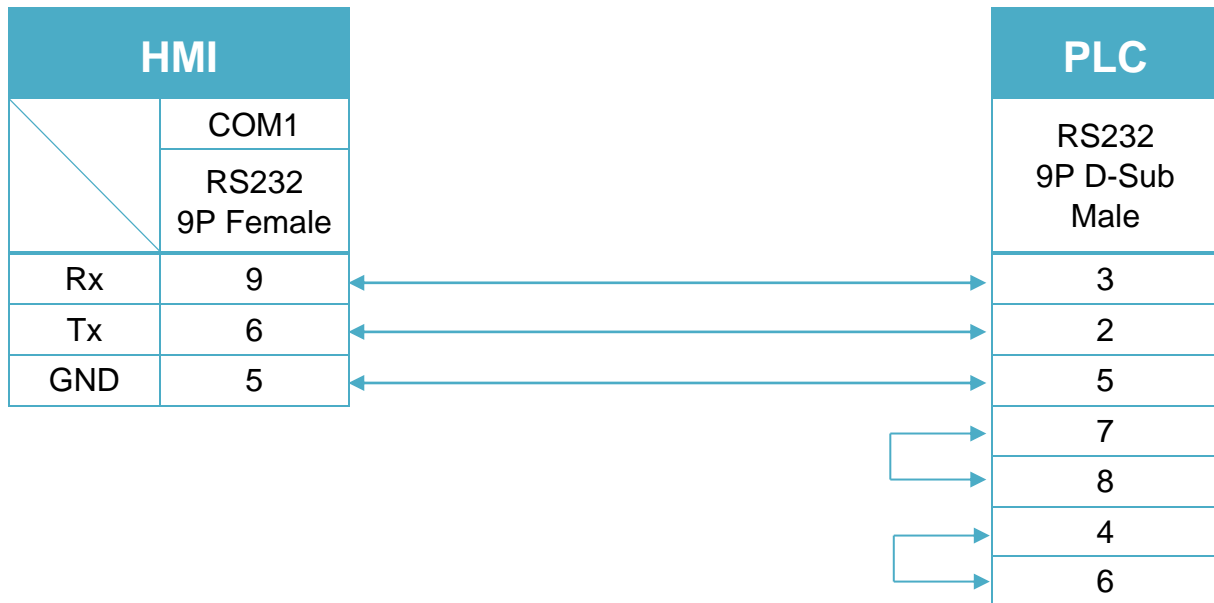 HMI
PLC
COM1
RS232
9P Female
RS232
9P D-Sub
Male
Rx 9 3
Tx 6 2
GND 5 5
7
8
4
6